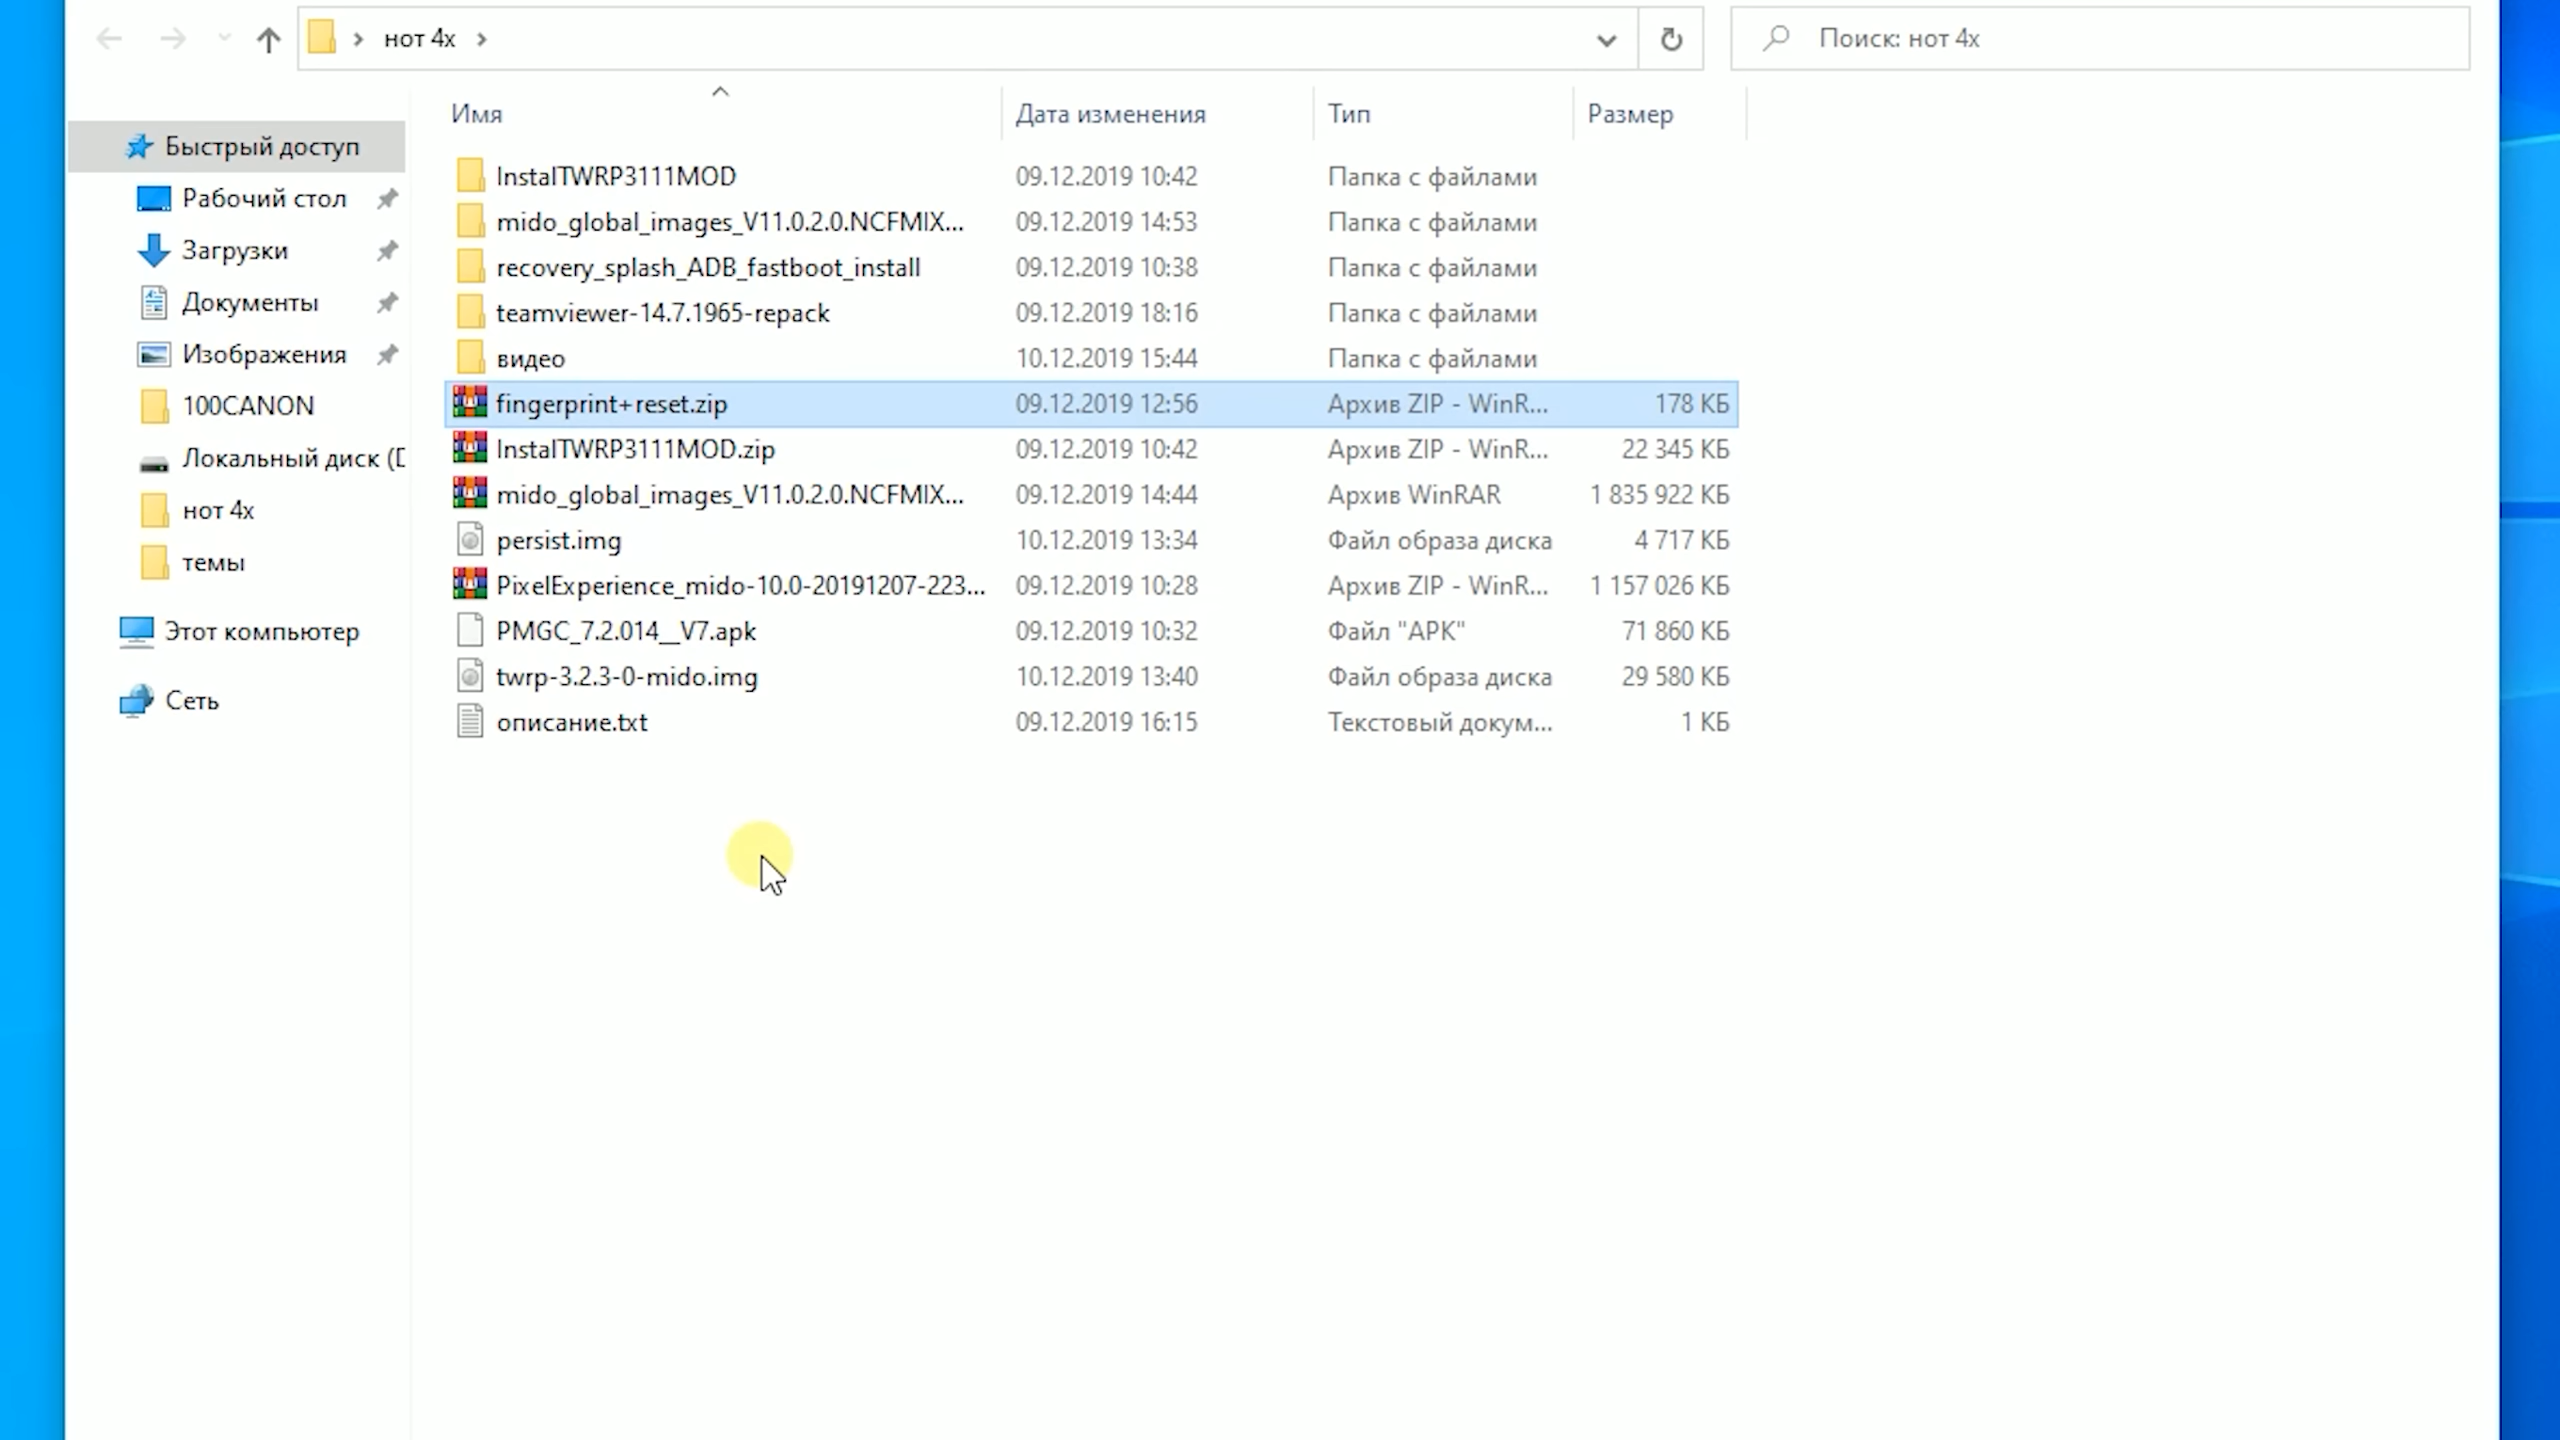 нот 4x
Поиск: нот 4x
Имя Дата изменения Тип Размер
Быстрый доступ
Рабочий стол
Загрузки
Документы
Изображения
100CANON
Локальный диск (D
нот 4x
темы
Этот компьютер
Сеть
InstalTWRP3111MOD 09.12.2019 10:42 Папка с файлами
mido_global_images_V11.0.2.0.NCFMIX... 09.12.2019 14:53 Папка с файлами
recovery_splash_ADB_fastboot_install 09.12.2019 10:38 Папка с файлами
teamviewer-14.7.1965-repack 09.12.2019 18:16 Папка с файлами
видео 10.12.2019 15:44 Папка с файлами
fingerprint+reset.zip 09.12.2019 12:56 Архив ZIP - WinR... 178 КБ
InstalTWRP3111MOD.zip 09.12.2019 10:42 Архив ZIP - WinR... 22 345 КБ
mido_global_images_V11.0.2.0.NCFMIX... 09.12.2019 14:44 Архив WinRAR 1 835 922 КБ
persist.img 10.12.2019 13:34 Файл образа диска 4 717 КБ
PixelExperience_mido-10.0-20191207-223... 09.12.2019 10:28 Архив ZIP - WinR... 1 157 026 КБ
PMGC_7.2.014__V7.apk 09.12.2019 10:32 Файл "APK" 71 860 КБ
twrp-3.2.3-0-mido.img 10.12.2019 13:40 Файл образа диска 29 580 КБ
описание.txt 09.12.2019 16:15 Текстовый докум... 1 КБ